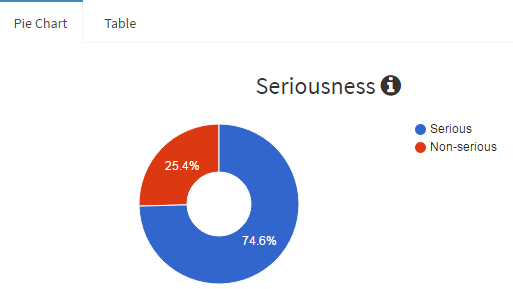 Pie Chart Table
Seriousness
Serious
Non-serious
25.4%
74.6%